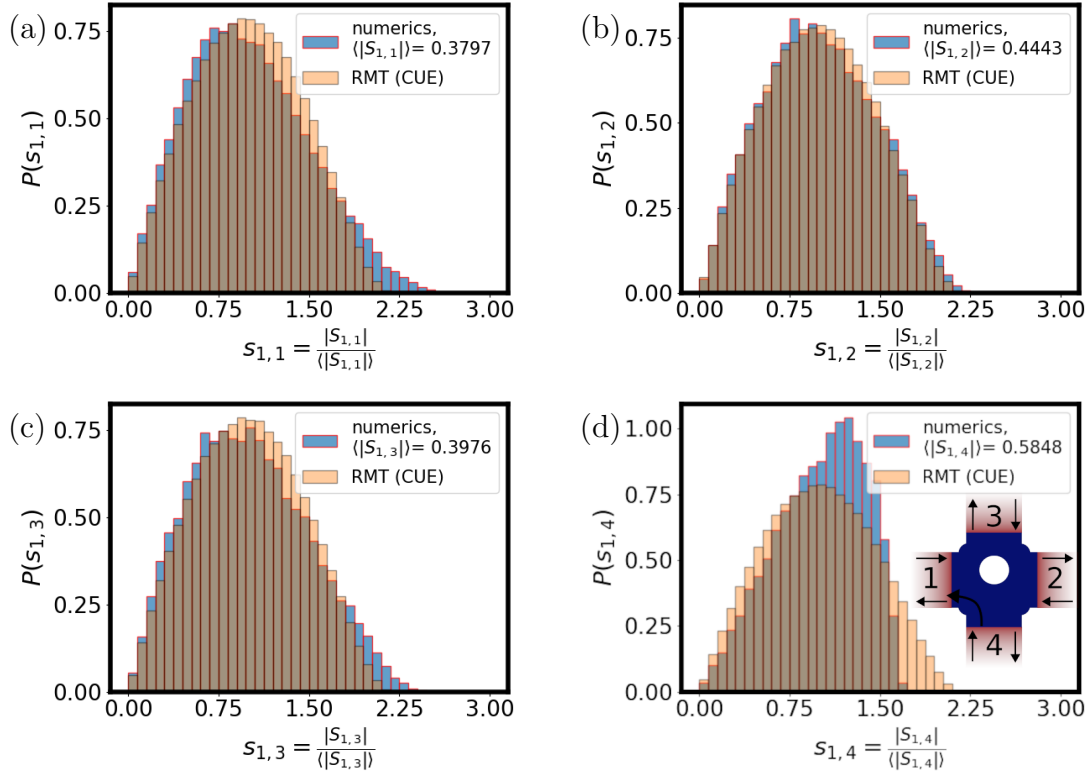 (a)
0.75
0.50
0.25
0.00
P(s1,1)
numerics,
⟨|S1,1|⟩= 0.3797
RMT (CUE)
0.00 0.75 1.50 2.25 3.00
s1,1 = |S1,1| / ⟨|S1,1|⟩
(b)
0.75
0.50
0.25
0.00
P(s1,2)
numerics,
⟨|S1,2|⟩= 0.4443
RMT (CUE)
0.00 0.75 1.50 2.25 3.00
s1,2 = |S1,2| / ⟨|S1,2|⟩
(c)
0.75
0.50
0.25
0.00
P(s1,3)
numerics,
⟨|S1,3|⟩= 0.3976
RMT (CUE)
0.00 0.75 1.50 2.25 3.00
s1,3 = |S1,3| / ⟨|S1,3|⟩
(d)
1.00
0.75
0.50
0.25
0.00
P(s1,4)
numerics,
⟨|S1,4|⟩= 0.5848
RMT (CUE)
3
1 2
4
0.00 0.75 1.50 2.25 3.00
s1,4 = |S1,4| / ⟨|S1,4|⟩